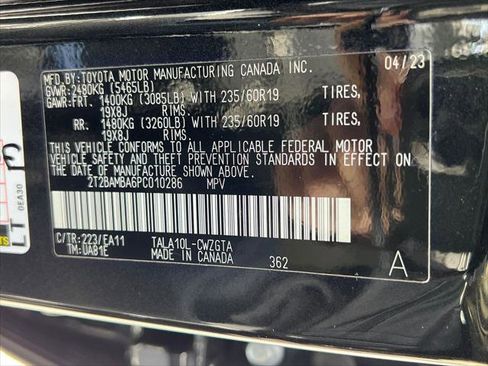 MFD.BY:TOYOTA MOTOR MANUFACTURING CANADA INC. 04/23
GVWR:2480KG (5465LB)
GAWR:FRT. 1400KG (3085LB) WITH 235/60R19 TIRES,
19X8J RIMS.
RR. 1480KG (3260LB) WITH 235/60R19 TIRES,
19X8J RIMS.
THIS VEHICLE CONFORMS TO ALL APPLICABLE FEDERAL MOTOR
VEHICLE SAFETY AND THEFT PREVENTION STANDARDS IN EFFECT ON
THE DATE OF MANUFACTURE SHOWN ABOVE.
2T2BAMBA6PC010286 MPV
C/TR:223/EA11 TALA10L-CWZGTA
TM:UA81E MADE IN CANADA 362 A
0EA30
LT